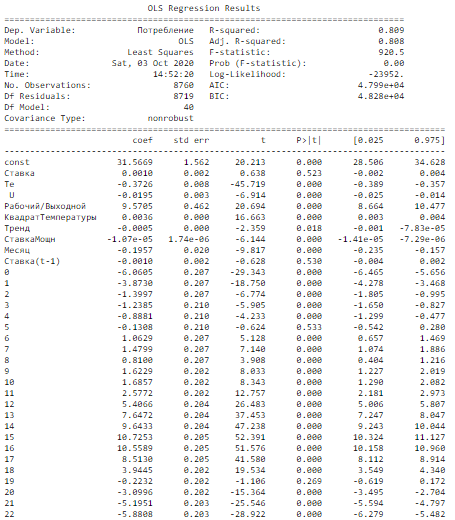 OLS Regression Results
Dep. Variable: Потребление R-squared: 0.809
Model: OLS Adj. R-squared: 0.808
Method: Least Squares F-statistic: 920.5
Date: Sat, 03 Oct 2020 Prob (F-statistic): 0.00
Time: 14:52:20 Log-Likelihood: -23952.
No. Observations: 8760 AIC: 4.799e+04
Df Residuals: 8719 BIC: 4.828e+04
Df Model: 40
Covariance Type: nonrobust
coef std err t P>|t| [0.025 0.975]
const 31.5669 1.562 20.213 0.000 28.506 34.628
Ставка 0.0010 0.002 0.638 0.523 -0.002 0.004
Te -0.3726 0.008 -45.719 0.000 -0.389 -0.357
U -0.0195 0.003 -6.914 0.000 -0.025 -0.014
Рабочий/Выходной 9.5705 0.462 20.694 0.000 8.664 10.477
КвадратТемпературы 0.0036 0.000 16.663 0.000 0.003 0.004
Тренд -0.0005 0.000 -2.359 0.018 -0.001 -7.83e-05
СтавкаМощн -1.07e-05 1.74e-06 -6.144 0.000 -1.41e-05 -7.29e-06
Месяц -0.1957 0.020 -9.817 0.000 -0.235 -0.157
Ставка(t-1) -0.0010 0.002 -0.628 0.530 -0.004 0.002
0 -6.0605 0.207 -29.343 0.000 -6.465 -5.656
1 -3.8730 0.207 -18.750 0.000 -4.278 -3.468
2 -1.3997 0.207 -6.774 0.000 -1.805 -0.995
3 -1.2385 0.210 -5.905 0.000 -1.650 -0.827
4 -0.8881 0.210 -4.233 0.000 -1.299 -0.477
5 -0.1308 0.210 -0.624 0.533 -0.542 0.280
6 1.0629 0.207 5.128 0.000 0.657 1.469
7 1.4799 0.207 7.140 0.000 1.074 1.886
8 0.8100 0.207 3.908 0.000 0.404 1.216
9 1.6229 0.202 8.033 0.000 1.227 2.019
10 1.6857 0.202 8.343 0.000 1.290 2.082
11 2.5772 0.202 12.757 0.000 2.181 2.973
12 5.4066 0.204 26.483 0.000 5.006 5.807
13 7.6472 0.204 37.453 0.000 7.247 8.047
14 9.6433 0.204 47.238 0.000 9.243 10.044
15 10.7253 0.205 52.391 0.000 10.324 11.127
16 10.5589 0.205 51.576 0.000 10.158 10.960
17 8.5130 0.205 41.580 0.000 8.112 8.914
18 3.9445 0.202 19.534 0.000 3.549 4.340
19 -0.2232 0.202 -1.106 0.269 -0.619 0.172
20 -3.0996 0.202 -15.364 0.000 -3.495 -2.704
21 -5.1951 0.203 -25.546 0.000 -5.594 -4.797
22 -5.8808 0.203 -28.922 0.000 -6.279 -5.482